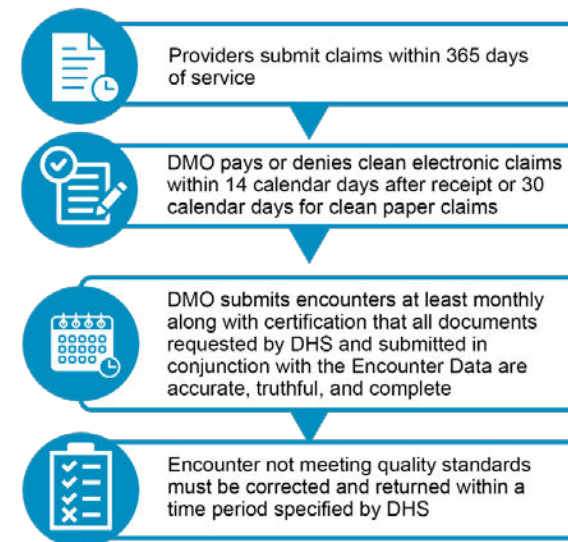 Providers submit claims within 365 days
of service
DMO pays or denies clean electronic claims
within 14 calendar days after receipt or 30
calendar days for clean paper claims
DMO submits encounters at least monthly
along with certification that all documents
requested by DHS and submitted in
conjunction with the Encounter Data are
accurate, truthful, and complete
Encounter not meeting quality standards
must be corrected and returned within a
time period specified by DHS